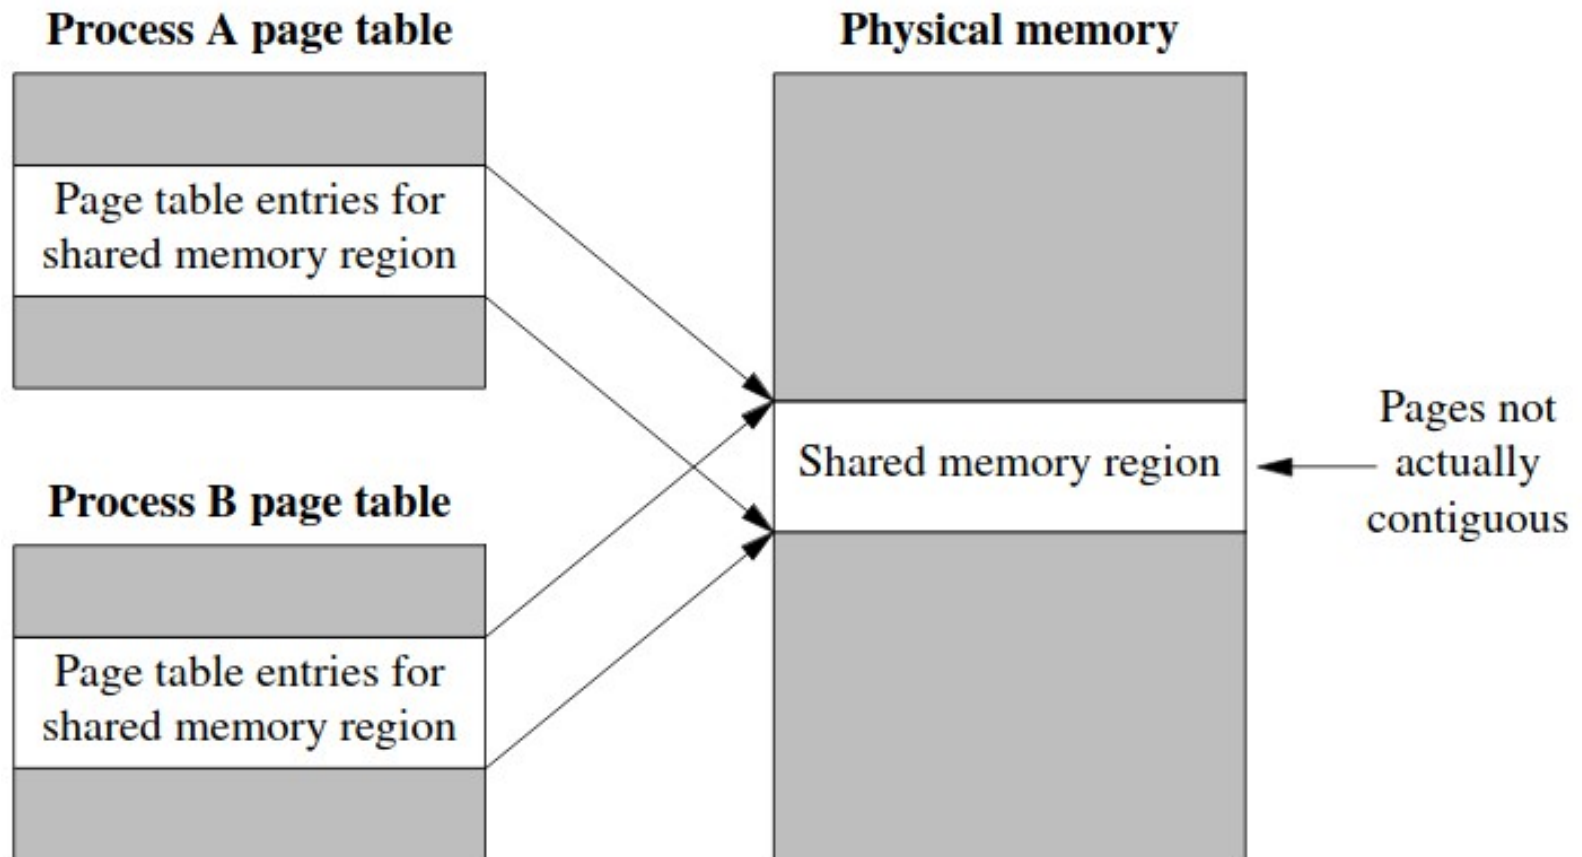 Process A page table
Physical memory
Page table entries for
shared memory region
Pages not
actually
contiguous
Shared memory region
Process B page table
Page table entries for
shared memory region